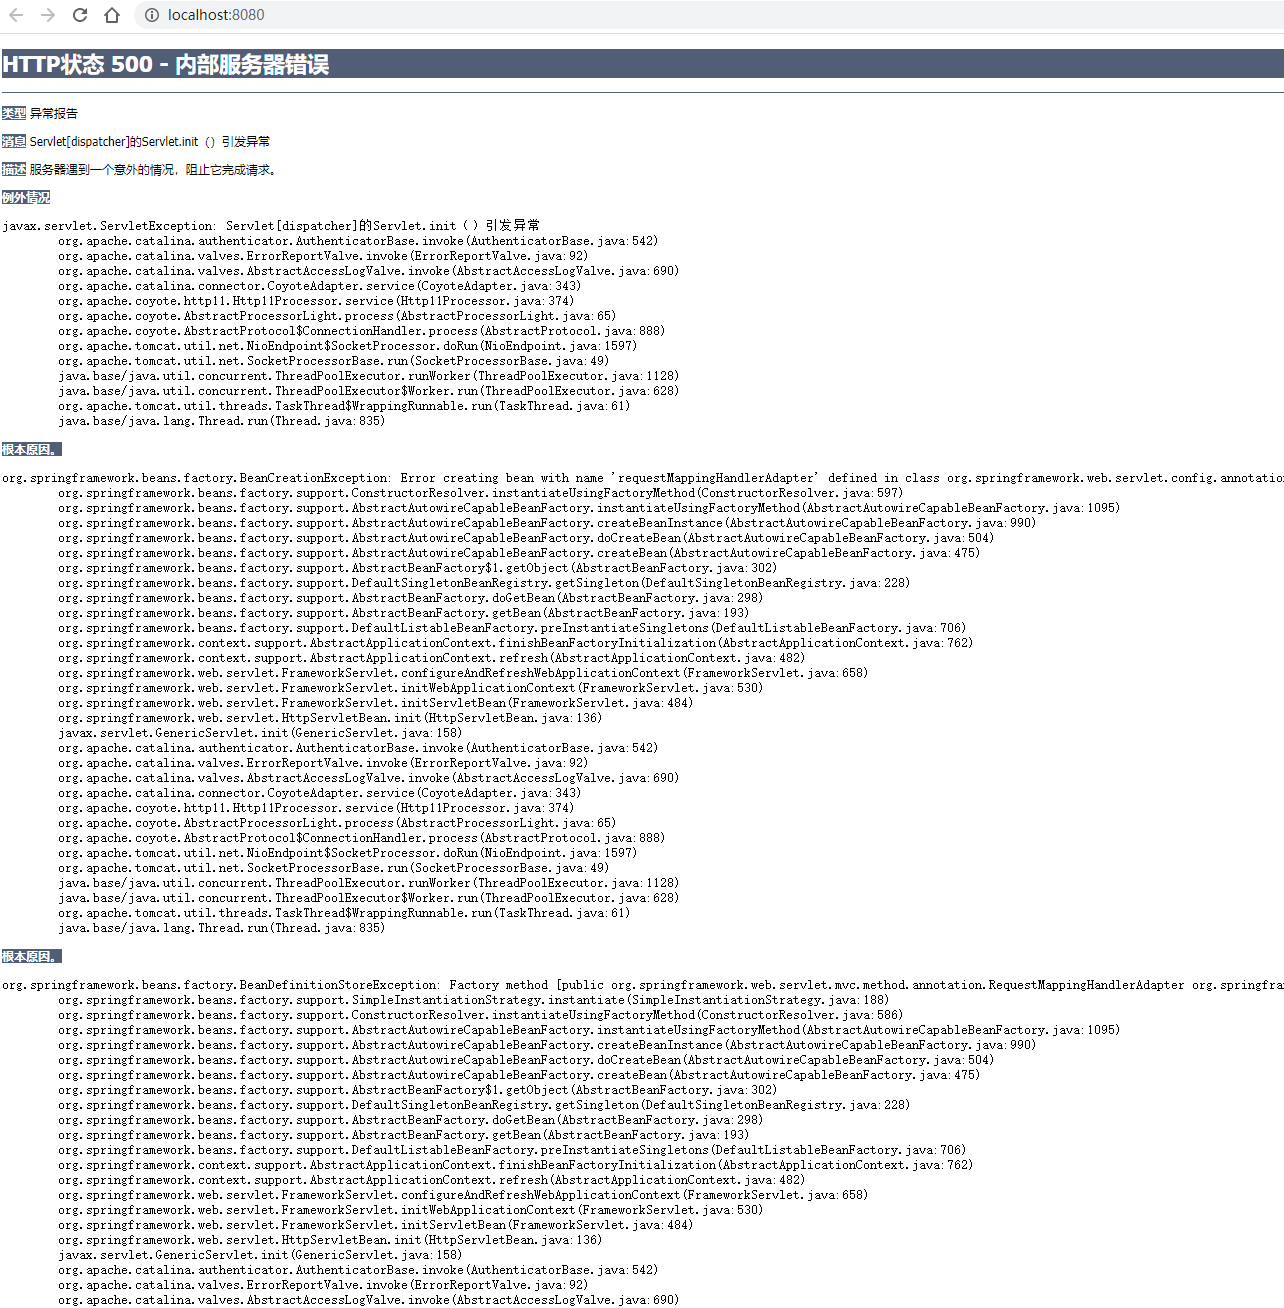 localhost:8080
HTTP状态 500 - 内部服务器错误
类型 异常报告
消息 Servlet[dispatcher]的Servlet.init（）引发异常
描述 服务器遇到一个意外的情况，阻止它完成请求。
例外情况
javax.servlet.ServletException: Servlet[dispatcher]的Servlet.init（）引发异常
org.apache.catalina.authenticator.AuthenticatorBase.invoke(AuthenticatorBase.java:542)
org.apache.catalina.valves.ErrorReportValve.invoke(ErrorReportValve.java:92)
org.apache.catalina.valves.AbstractAccessLogValve.invoke(AbstractAccessLogValve.java:690)
org.apache.catalina.connector.CoyoteAdapter.service(CoyoteAdapter.java:343)
org.apache.coyote.http11.Http11Processor.service(Http11Processor.java:374)
org.apache.coyote.AbstractProcessorLight.process(AbstractProcessorLight.java:65)
org.apache.coyote.AbstractProtocol$ConnectionHandler.process(AbstractProtocol.java:888)
org.apache.tomcat.util.net.NioEndpoint$SocketProcessor.doRun(NioEndpoint.java:1597)
org.apache.tomcat.util.net.SocketProcessorBase.run(SocketProcessorBase.java:49)
java.base/java.util.concurrent.ThreadPoolExecutor.runWorker(ThreadPoolExecutor.java:1128)
java.base/java.util.concurrent.ThreadPoolExecutor$Worker.run(ThreadPoolExecutor.java:628)
org.apache.tomcat.util.threads.TaskThread$WrappingRunnable.run(TaskThread.java:61)
java.base/java.lang.Thread.run(Thread.java:835)
根本原因。
org.springframework.beans.factory.BeanCreationException: Error creating bean with name 'requestMappingHandlerAdapter' defined in class org.springframework.web.servlet.config.annotation
org.springframework.beans.factory.support.ConstructorResolver.instantiateUsingFactoryMethod(ConstructorResolver.java:597)
org.springframework.beans.factory.support.AbstractAutowireCapableBeanFactory.instantiateUsingFactoryMethod(AbstractAutowireCapableBeanFactory.java:1095)
org.springframework.beans.factory.support.AbstractAutowireCapableBeanFactory.createBeanInstance(AbstractAutowireCapableBeanFactory.java:990)
org.springframework.beans.factory.support.AbstractAutowireCapableBeanFactory.doCreateBean(AbstractAutowireCapableBeanFactory.java:504)
org.springframework.beans.factory.support.AbstractAutowireCapableBeanFactory.createBean(AbstractAutowireCapableBeanFactory.java:475)
org.springframework.beans.factory.support.AbstractBeanFactory$1.getObject(AbstractBeanFactory.java:302)
org.springframework.beans.factory.support.DefaultSingletonBeanRegistry.getSingleton(DefaultSingletonBeanRegistry.java:228)
org.springframework.beans.factory.support.AbstractBeanFactory.doGetBean(AbstractBeanFactory.java:298)
org.springframework.beans.factory.support.AbstractBeanFactory.getBean(AbstractBeanFactory.java:193)
org.springframework.beans.factory.support.DefaultListableBeanFactory.preInstantiateSingletons(DefaultListableBeanFactory.java:706)
org.springframework.context.support.AbstractApplicationContext.finishBeanFactoryInitialization(AbstractApplicationContext.java:762)
org.springframework.context.support.AbstractApplicationContext.refresh(AbstractApplicationContext.java:482)
org.springframework.web.servlet.FrameworkServlet.configureAndRefreshWebApplicationContext(FrameworkServlet.java:658)
org.springframework.web.servlet.FrameworkServlet.initWebApplicationContext(FrameworkServlet.java:530)
org.springframework.web.servlet.FrameworkServlet.initServletBean(FrameworkServlet.java:484)
org.springframework.web.servlet.HttpServletBean.init(HttpServletBean.java:136)
javax.servlet.GenericServlet.init(GenericServlet.java:158)
org.apache.catalina.authenticator.AuthenticatorBase.invoke(AuthenticatorBase.java:542)
org.apache.catalina.valves.ErrorReportValve.invoke(ErrorReportValve.java:92)
org.apache.catalina.valves.AbstractAccessLogValve.invoke(AbstractAccessLogValve.java:690)
org.apache.catalina.connector.CoyoteAdapter.service(CoyoteAdapter.java:343)
org.apache.coyote.http11.Http11Processor.service(Http11Processor.java:374)
org.apache.coyote.AbstractProcessorLight.process(AbstractProcessorLight.java:65)
org.apache.coyote.AbstractProtocol$ConnectionHandler.process(AbstractProtocol.java:888)
org.apache.tomcat.util.net.NioEndpoint$SocketProcessor.doRun(NioEndpoint.java:1597)
org.apache.tomcat.util.net.SocketProcessorBase.run(SocketProcessorBase.java:49)
java.base/java.util.concurrent.ThreadPoolExecutor.runWorker(ThreadPoolExecutor.java:1128)
java.base/java.util.concurrent.ThreadPoolExecutor$Worker.run(ThreadPoolExecutor.java:628)
org.apache.tomcat.util.threads.TaskThread$WrappingRunnable.run(TaskThread.java:61)
java.base/java.lang.Thread.run(Thread.java:835)
根本原因。
org.springframework.beans.factory.BeanDefinitionStoreException: Factory method [public org.springframework.web.servlet.mvc.method.annotation.RequestMappingHandlerAdapter org.springfra
org.springframework.beans.factory.support.SimpleInstantiationStrategy.instantiate(SimpleInstantiationStrategy.java:188)
org.springframework.beans.factory.support.ConstructorResolver.instantiateUsingFactoryMethod(ConstructorResolver.java:586)
org.springframework.beans.factory.support.AbstractAutowireCapableBeanFactory.instantiateUsingFactoryMethod(AbstractAutowireCapableBeanFactory.java:1095)
org.springframework.beans.factory.support.AbstractAutowireCapableBeanFactory.createBeanInstance(AbstractAutowireCapableBeanFactory.java:990)
org.springframework.beans.factory.support.AbstractAutowireCapableBeanFactory.doCreateBean(AbstractAutowireCapableBeanFactory.java:504)
org.springframework.beans.factory.support.AbstractAutowireCapableBeanFactory.createBean(AbstractAutowireCapableBeanFactory.java:475)
org.springframework.beans.factory.support.AbstractBeanFactory$1.getObject(AbstractBeanFactory.java:302)
org.springframework.beans.factory.support.DefaultSingletonBeanRegistry.getSingleton(DefaultSingletonBeanRegistry.java:228)
org.springframework.beans.factory.support.AbstractBeanFactory.doGetBean(AbstractBeanFactory.java:298)
org.springframework.beans.factory.support.AbstractBeanFactory.getBean(AbstractBeanFactory.java:193)
org.springframework.beans.factory.support.DefaultListableBeanFactory.preInstantiateSingletons(DefaultListableBeanFactory.java:706)
org.springframework.context.support.AbstractApplicationContext.finishBeanFactoryInitialization(AbstractApplicationContext.java:762)
org.springframework.context.support.AbstractApplicationContext.refresh(AbstractApplicationContext.java:482)
org.springframework.web.servlet.FrameworkServlet.configureAndRefreshWebApplicationContext(FrameworkServlet.java:658)
org.springframework.web.servlet.FrameworkServlet.initWebApplicationContext(FrameworkServlet.java:530)
org.springframework.web.servlet.FrameworkServlet.initServletBean(FrameworkServlet.java:484)
org.springframework.web.servlet.HttpServletBean.init(HttpServletBean.java:136)
javax.servlet.GenericServlet.init(GenericServlet.java:158)
org.apache.catalina.authenticator.AuthenticatorBase.invoke(AuthenticatorBase.java:542)
org.apache.catalina.valves.ErrorReportValve.invoke(ErrorReportValve.java:92)
org.apache.catalina.valves.AbstractAccessLogValve.invoke(AbstractAccessLogValve.java:690)